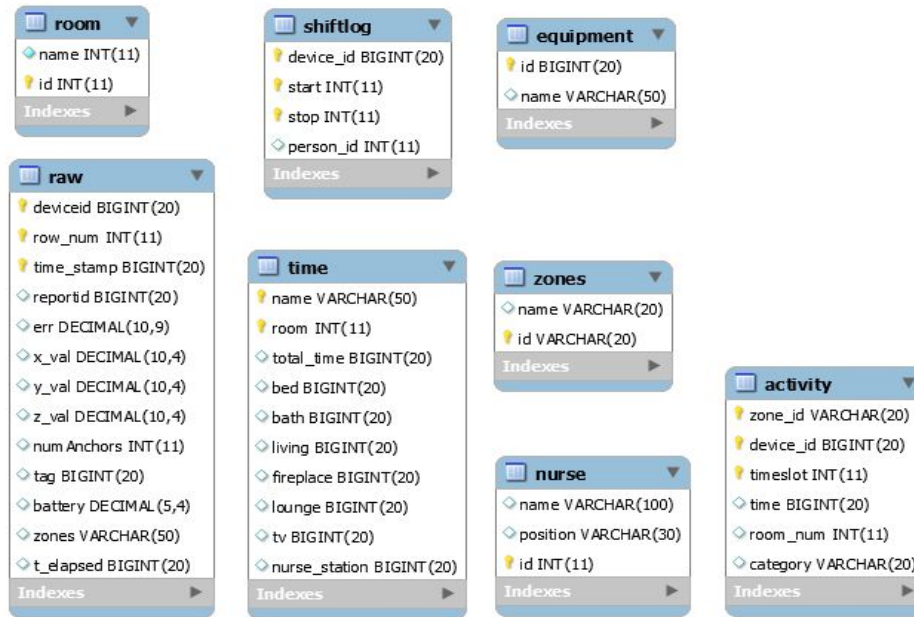 room
name INT(11)
id INT(11)
Indexes
shiftlog
device_id BIGINT(20)
start INT(11)
stop INT(11)
person_id INT(11)
Indexes
equipment
id BIGINT(20)
name VARCHAR(50)
Indexes
raw
deviceid BIGINT(20)
row_num INT(11)
time_stamp BIGINT(20)
reportid BIGINT(20)
err DECIMAL(10,9)
x_val DECIMAL(10,4)
y_val DECIMAL(10,4)
z_val DECIMAL(10,4)
numAnchors INT(11)
tag BIGINT(20)
battery DECIMAL(5,4)
zones VARCHAR(50)
t_elapsed BIGINT(20)
Indexes
time
name VARCHAR(50)
room INT(11)
total_time BIGINT(20)
bed BIGINT(20)
bath BIGINT(20)
living BIGINT(20)
fireplace BIGINT(20)
lounge BIGINT(20)
tv BIGINT(20)
nurse_station BIGINT(20)
Indexes
zones
name VARCHAR(20)
id VARCHAR(20)
Indexes
nurse
name VARCHAR(100)
position VARCHAR(30)
id INT(11)
Indexes
activity
zone_id VARCHAR(20)
device_id BIGINT(20)
timeslot INT(11)
time BIGINT(20)
room_num INT(11)
category VARCHAR(20)
Indexes